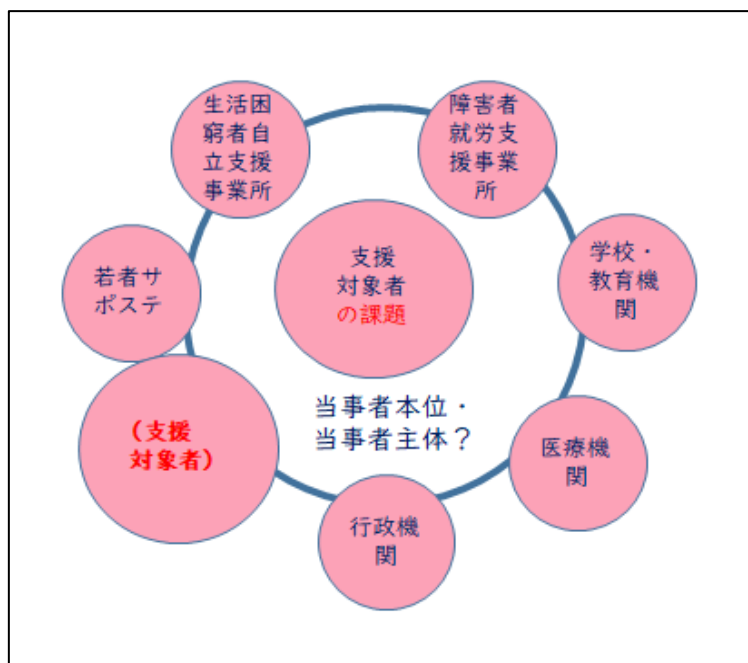 生活困
窮者自
立支援
事業所
障害者
就労支
援事業
所
若者サ
ポステ
支援
対象者
の課題
学校・
教育機
関
(支援
対象者)
当事者本位・
当事者主体?
医療機
関
行政機
関